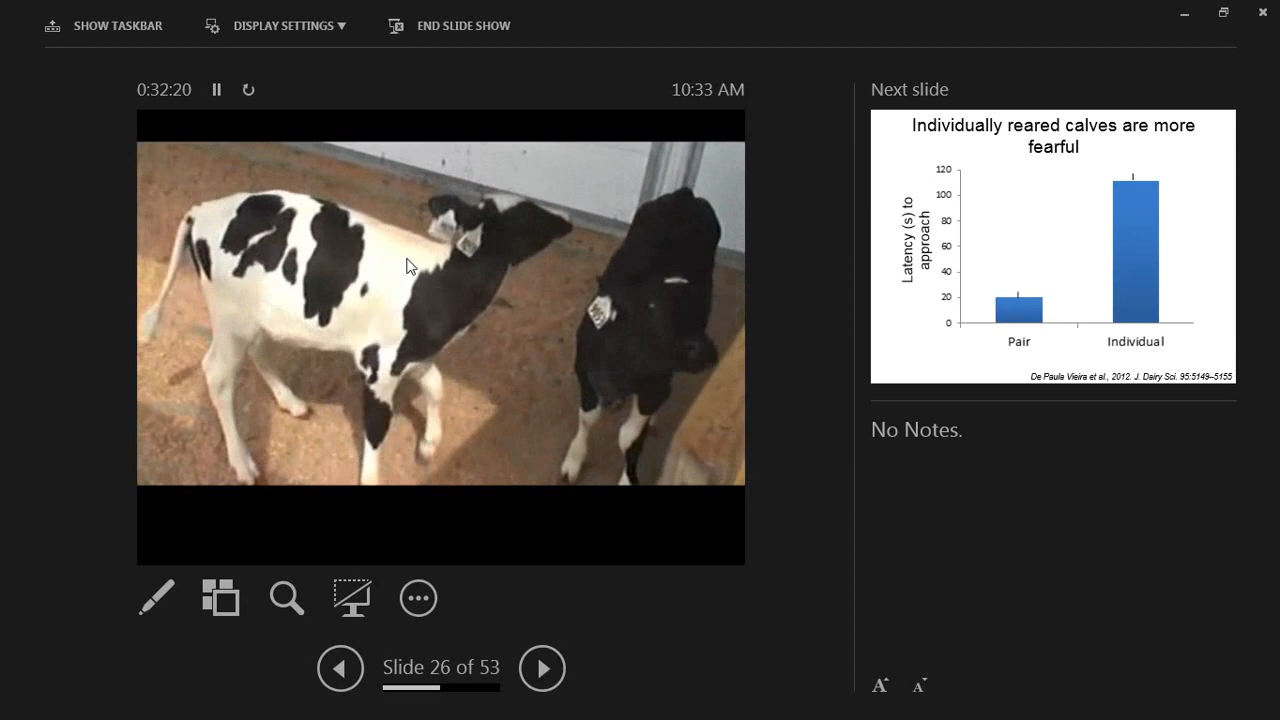 SHOW TASKBAR
DISPLAY SETTINGS ▼
END SLIDE SHOW
0:32:20
10:33 AM
Next slide
Individually reared calves are more
fearful
Latency (s) to
approach
120
100
80
60
40
20
0
Pair
Individual
De Paula Vieira et al., 2012. J. Dairy Sci. 95:5149–5155
No Notes.
Slide 26 of 53
A A